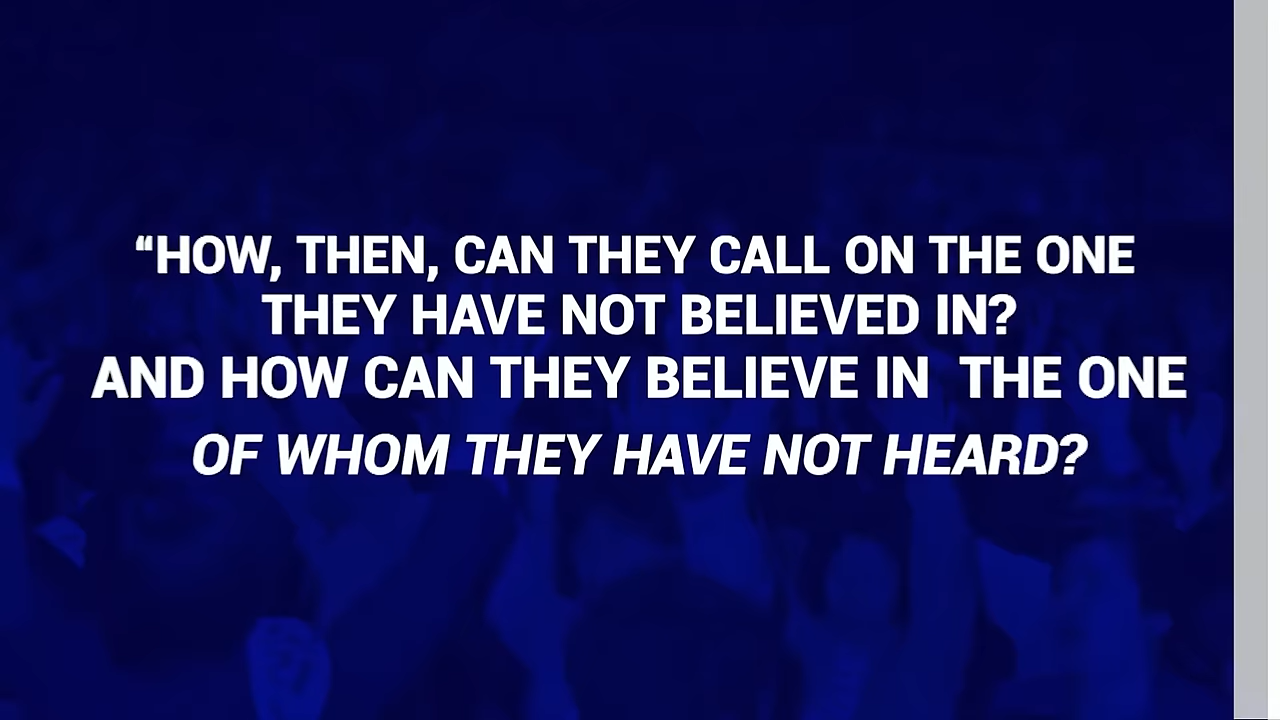 “HOW, THEN, CAN THEY CALL ON THE ONE
THEY HAVE NOT BELIEVED IN?
AND HOW CAN THEY BELIEVE IN  THE ONE
OF WHOM THEY HAVE NOT HEARD?